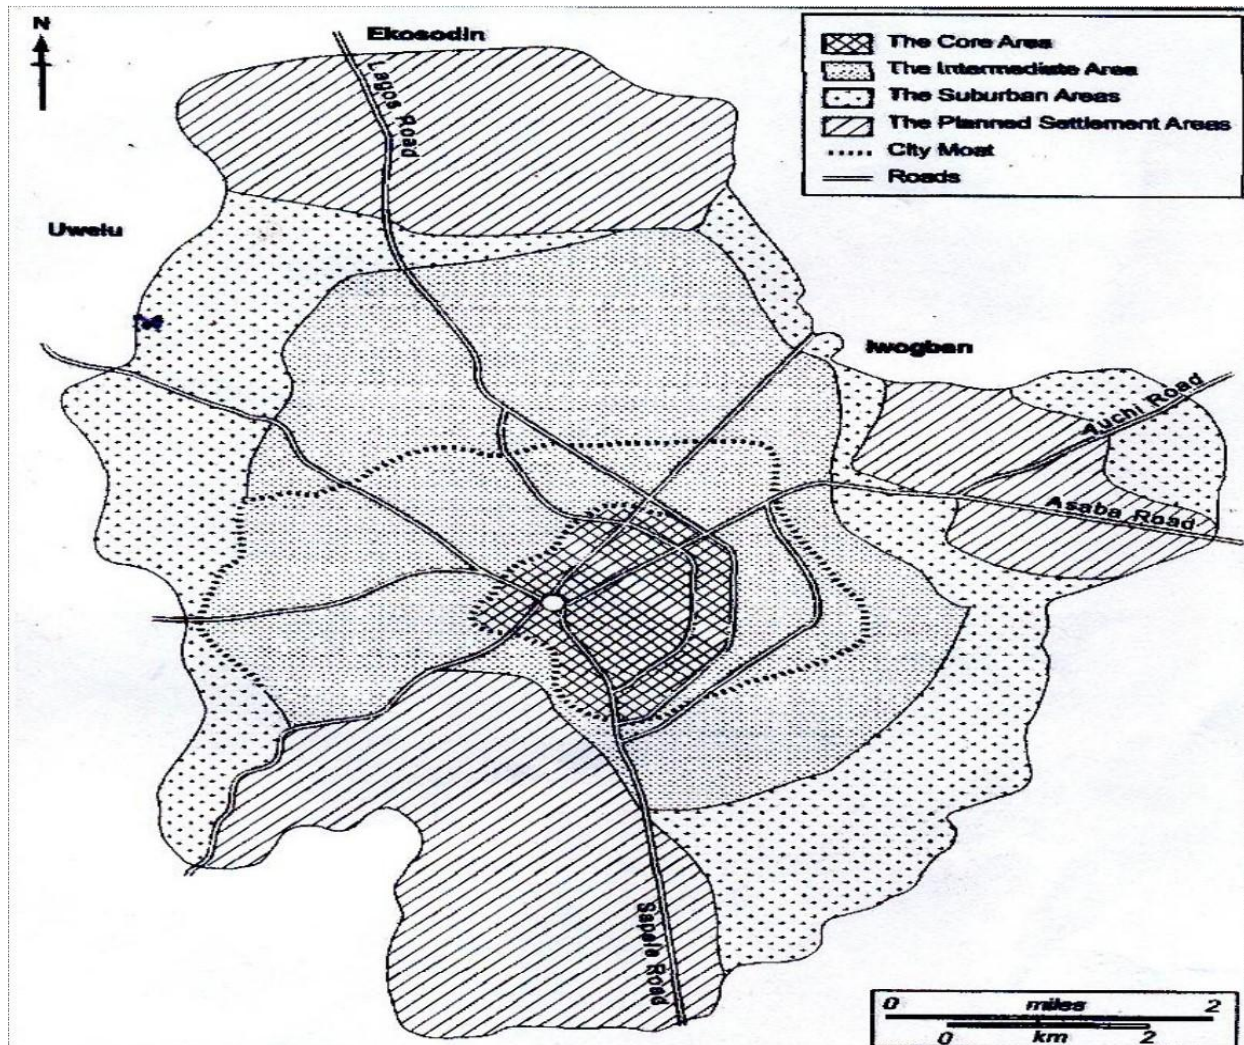 N
Ekosodin
The Core Area
The Intermediate Area
The Suburban Areas
The Planned Settlement Areas
City Moat
Roads
Lagos Road
Uwelu
Iwogban
Auchi Road
Asaba Road
Sapele Road
0 miles 2
0 km 2